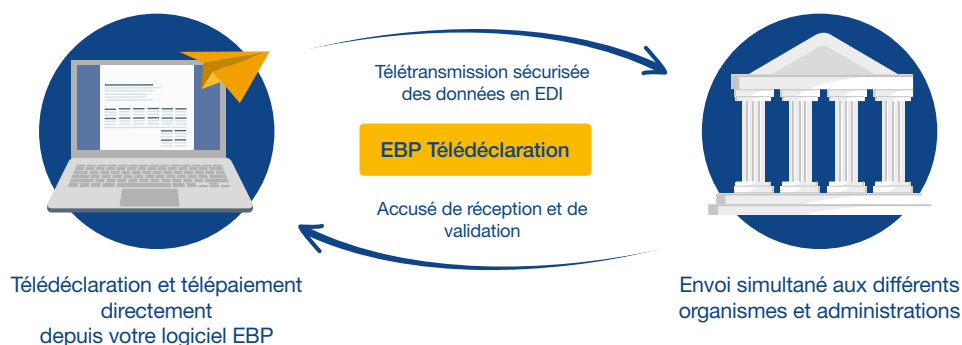 Télétransmission sécurisée
des données en EDI
EBP Télédéclaration
Accusé de réception et de
validation
Télédéclaration et télépaiement
directement
depuis votre logiciel EBP
Envoi simultané aux différents
organismes et administrations